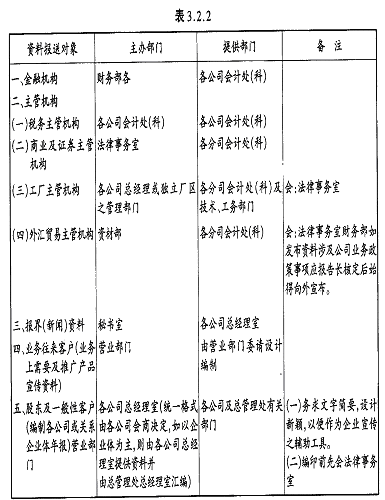 表3.2.2
资料报送对象 主办部门 提供部门 备 注
一、金融机构 财务部各 各公司会计处(科)
二、主管机构
(一)税务主管机构 各公司会计处(科) 各公司会计处(科)
(二)商业及证券主管 法律事务室 各分公司会计处(科)
机构
(三)工厂主管机构 各公司总经理或独立厂区 各分公司会计处(科)及 会:法律事务室
之管理部门 技术、工务部门
(四)外汇贸易主管机构 资材部 各分公司会计处(科) 会:法律事务室财务部如
发布资料涉及公司业务政
策事项应报告长核定后始
得向外宣布。
三、报界(新闻)资料 秘书室 各公司总经理室
四、业务往来客户(业务 营业部门 由营业部门委请设计
上需要及推广产品 编制
宣传资料)
五、股东及一般性客户 各公司总经理室(统一格式 各公司及总管理处有关 (一)务求文字简要,设计
(编制各公司或关系 由各公司会商决定,如以企 部门 新颖,以便作为企业宣传
企业体年报)营业部 业体为主,则由各公司总经 之辅助工具。
门 理室提供资料并 (二)编印前先会法律事
由总管理处总经理室汇编) 务室